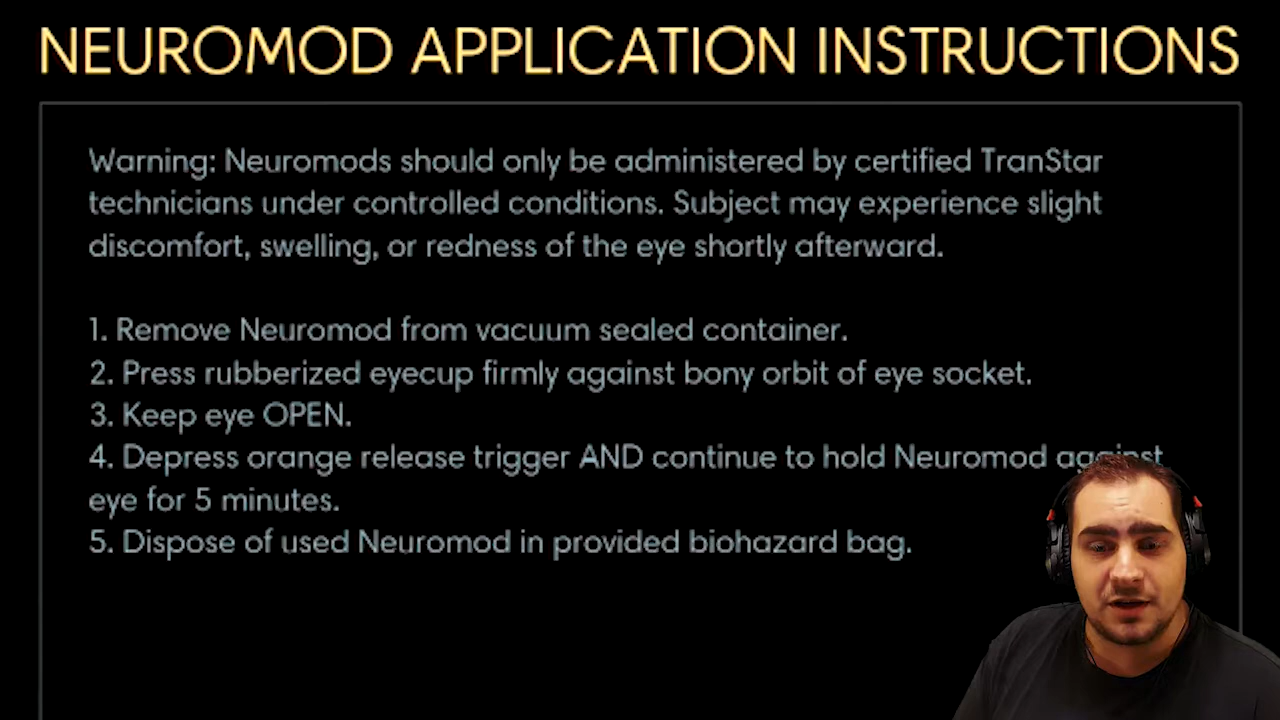 NEUROMOD APPLICATION INSTRUCTIONS
Warning: Neuromods should only be administered by certified TranStar
technicians under controlled conditions. Subject may experience slight
discomfort, swelling, or redness of the eye shortly afterward.
1. Remove Neuromod from vacuum sealed container.
2. Press rubberized eyecup firmly against bony orbit of eye socket.
3. Keep eye OPEN.
4. Depress orange release trigger AND continue to hold Neuromod against
eye for 5 minutes.
5. Dispose of used Neuromod in provided biohazard bag.